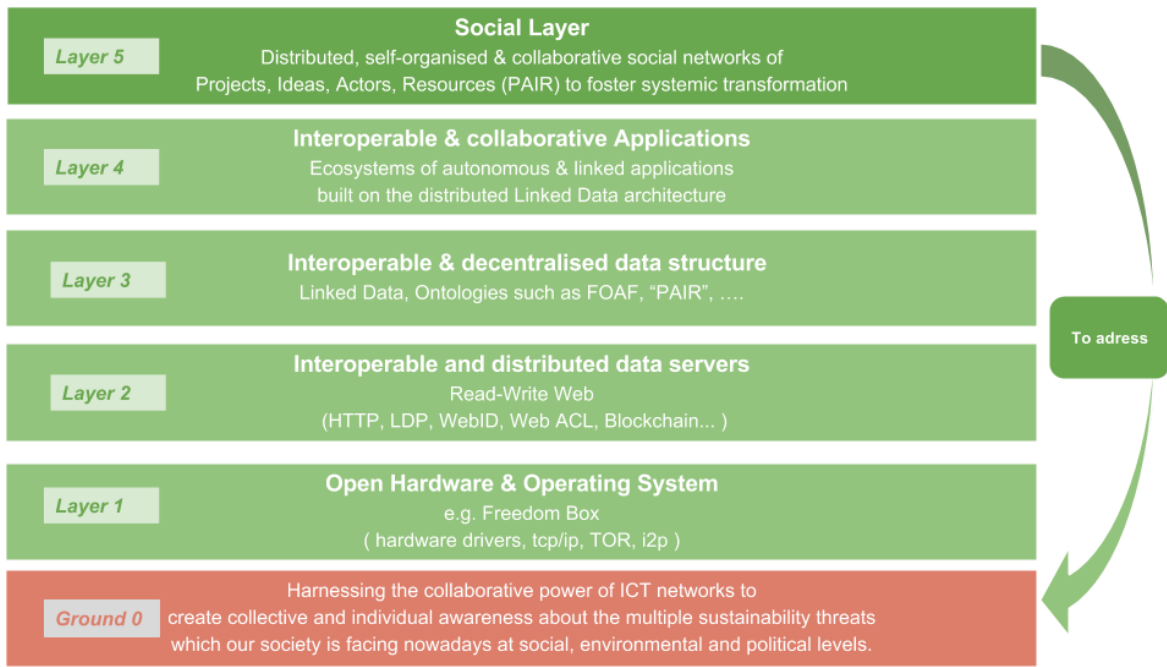 Social Layer
Layer 5
Distributed, self-organised & collaborative social networks of
Projects, Ideas, Actors, Resources (PAIR) to foster systemic transformation
Interoperable & collaborative Applications
Layer 4
Ecosystems of autonomous & linked applications
built on the distributed Linked Data architecture
Interoperable & decentralised data structure
Layer 3
Linked Data, Ontologies such as FOAF, “PAIR”, ….
To adress
Interoperable and distributed data servers
Layer 2
Read-Write Web
(HTTP, LDP, WebID, Web ACL, Blockchain... )
Open Hardware & Operating System
Layer 1
e.g. Freedom Box
( hardware drivers, tcp/ip, TOR, i2p )
Harnessing the collaborative power of ICT networks to
Ground 0
create collective and individual awareness about the multiple sustainability threats
which our society is facing nowadays at social, environmental and political levels.